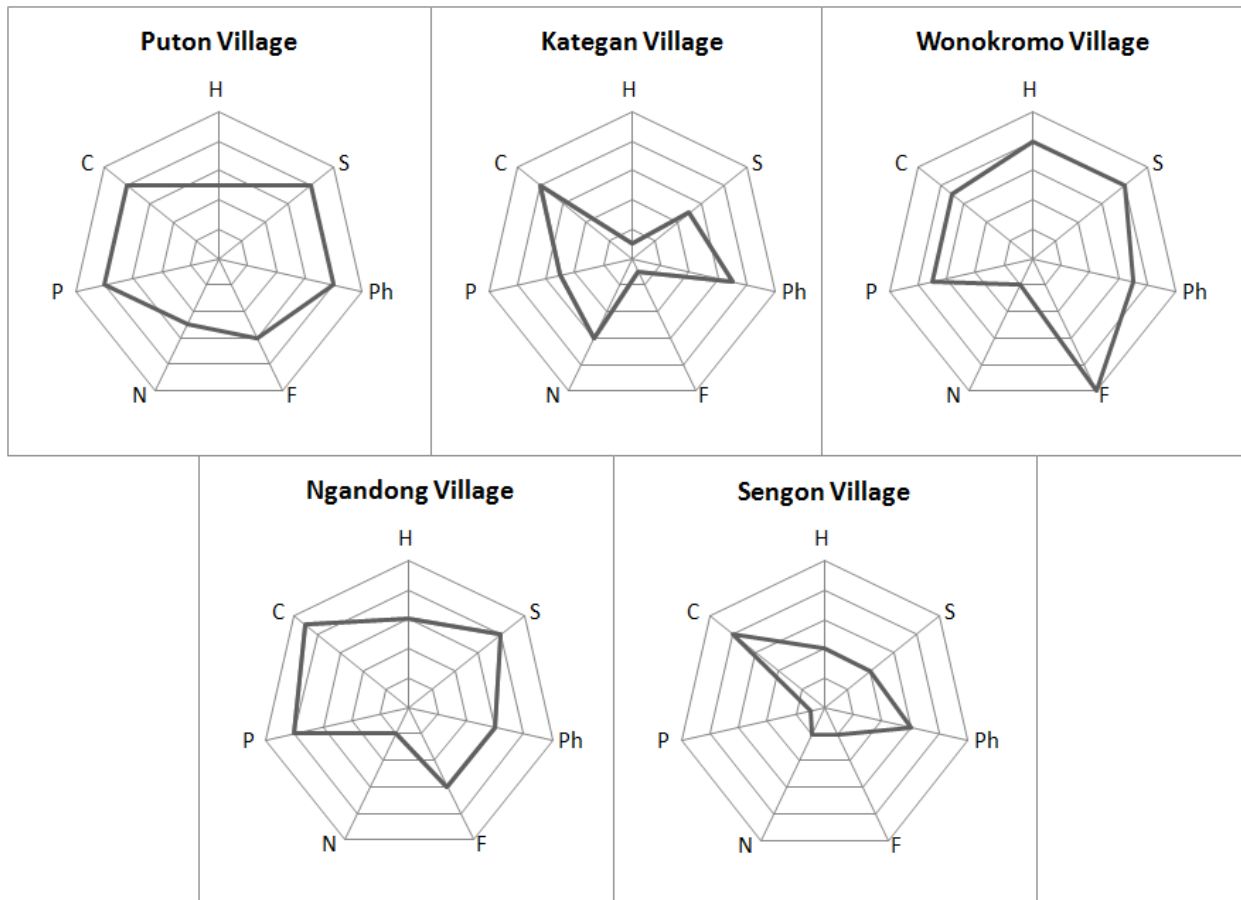 Puton Village
H
C
S
P
Ph
N
F
Kategan Village
H
C
S
P
Ph
N
F
Wonokromo Village
H
C
S
P
Ph
N
F
Ngandong Village
H
C
S
P
Ph
N
F
Sengon Village
H
C
S
P
Ph
N
F